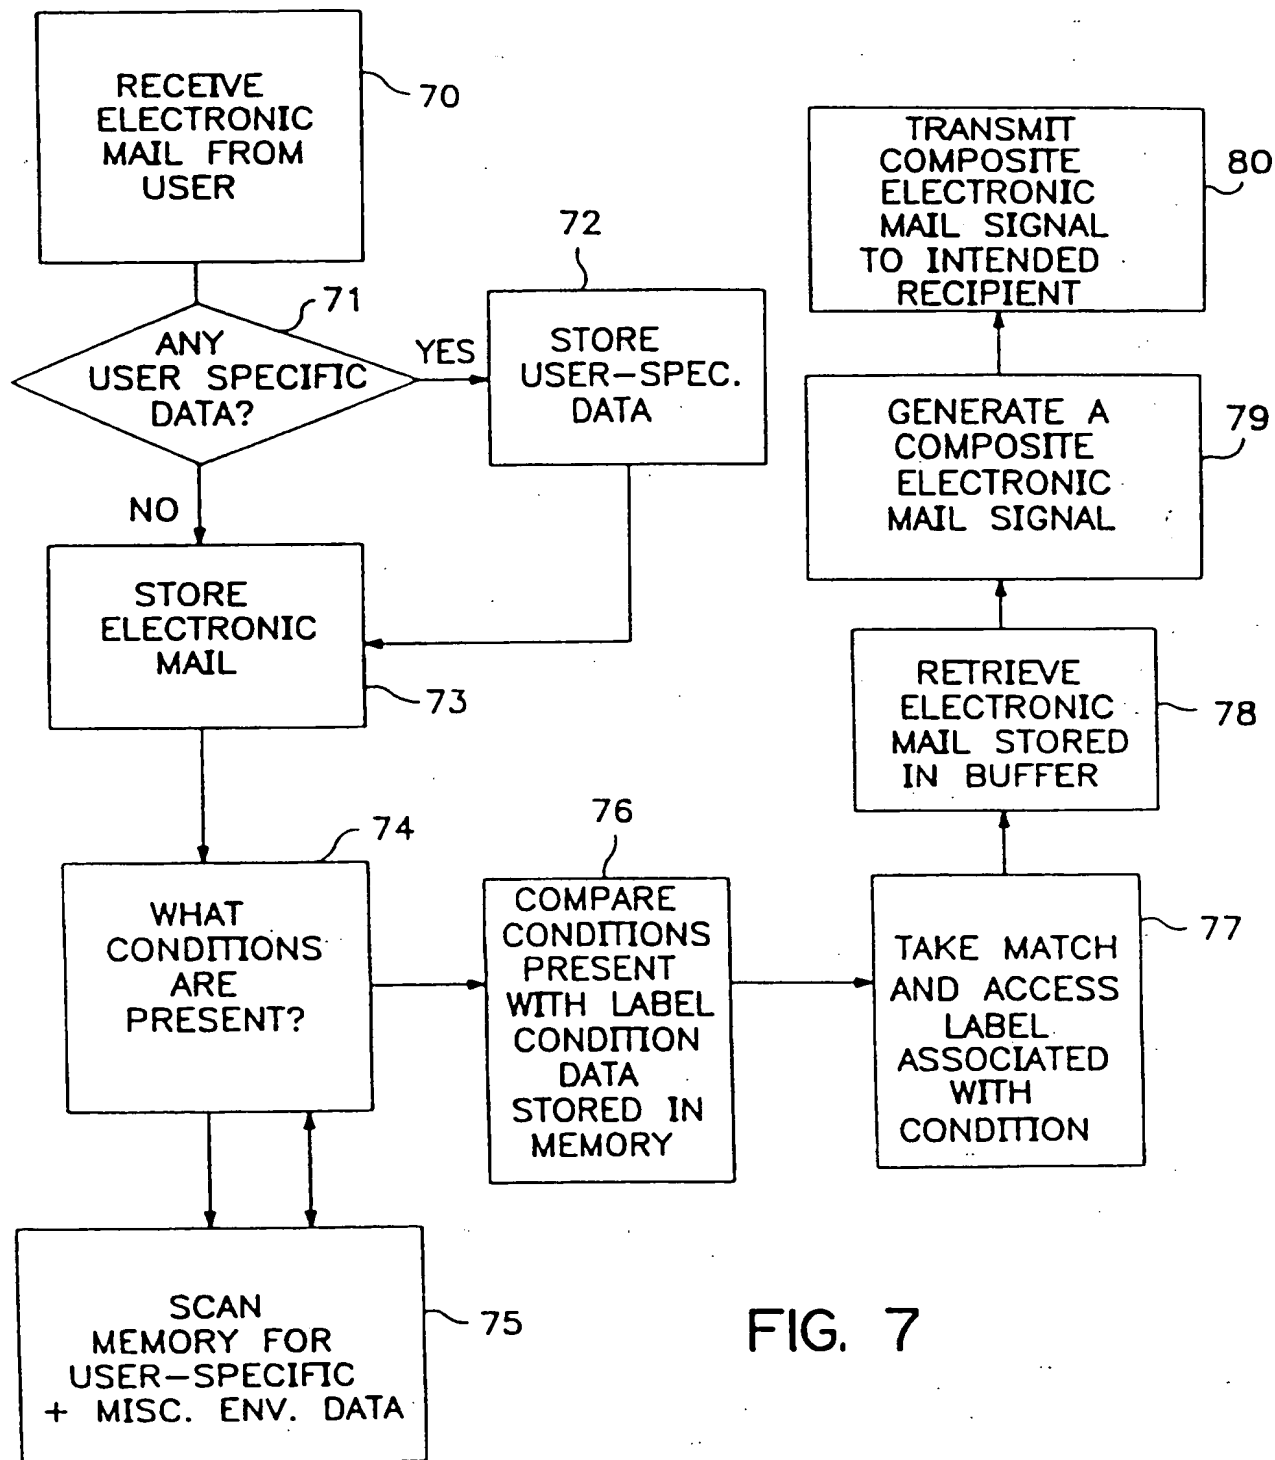 RECEIVE
ELECTRONIC
MAIL FROM
USER
70
71
ANY
USER SPECIFIC
DATA?
YES
NO
72
STORE
USER-SPEC.
DATA
STORE
ELECTRONIC
MAIL
73
74
WHAT
CONDITIONS
ARE
PRESENT?
SCAN
MEMORY FOR
USER-SPECIFIC
+ MISC. ENV. DATA
75
76
COMPARE
CONDITIONS
PRESENT
WITH LABEL
CONDITION
DATA
STORED IN
MEMORY
TAKE MATCH
AND ACCESS
LABEL
ASSOCIATED
WITH
CONDITION
77
RETRIEVE
ELECTRONIC
MAIL STORED
IN BUFFER
78
GENERATE A
COMPOSITE
ELECTRONIC
MAIL SIGNAL
79
TRANSMIT
COMPOSITE
ELECTRONIC
MAIL SIGNAL
TO INTENDED
RECIPIENT
80
FIG. 7